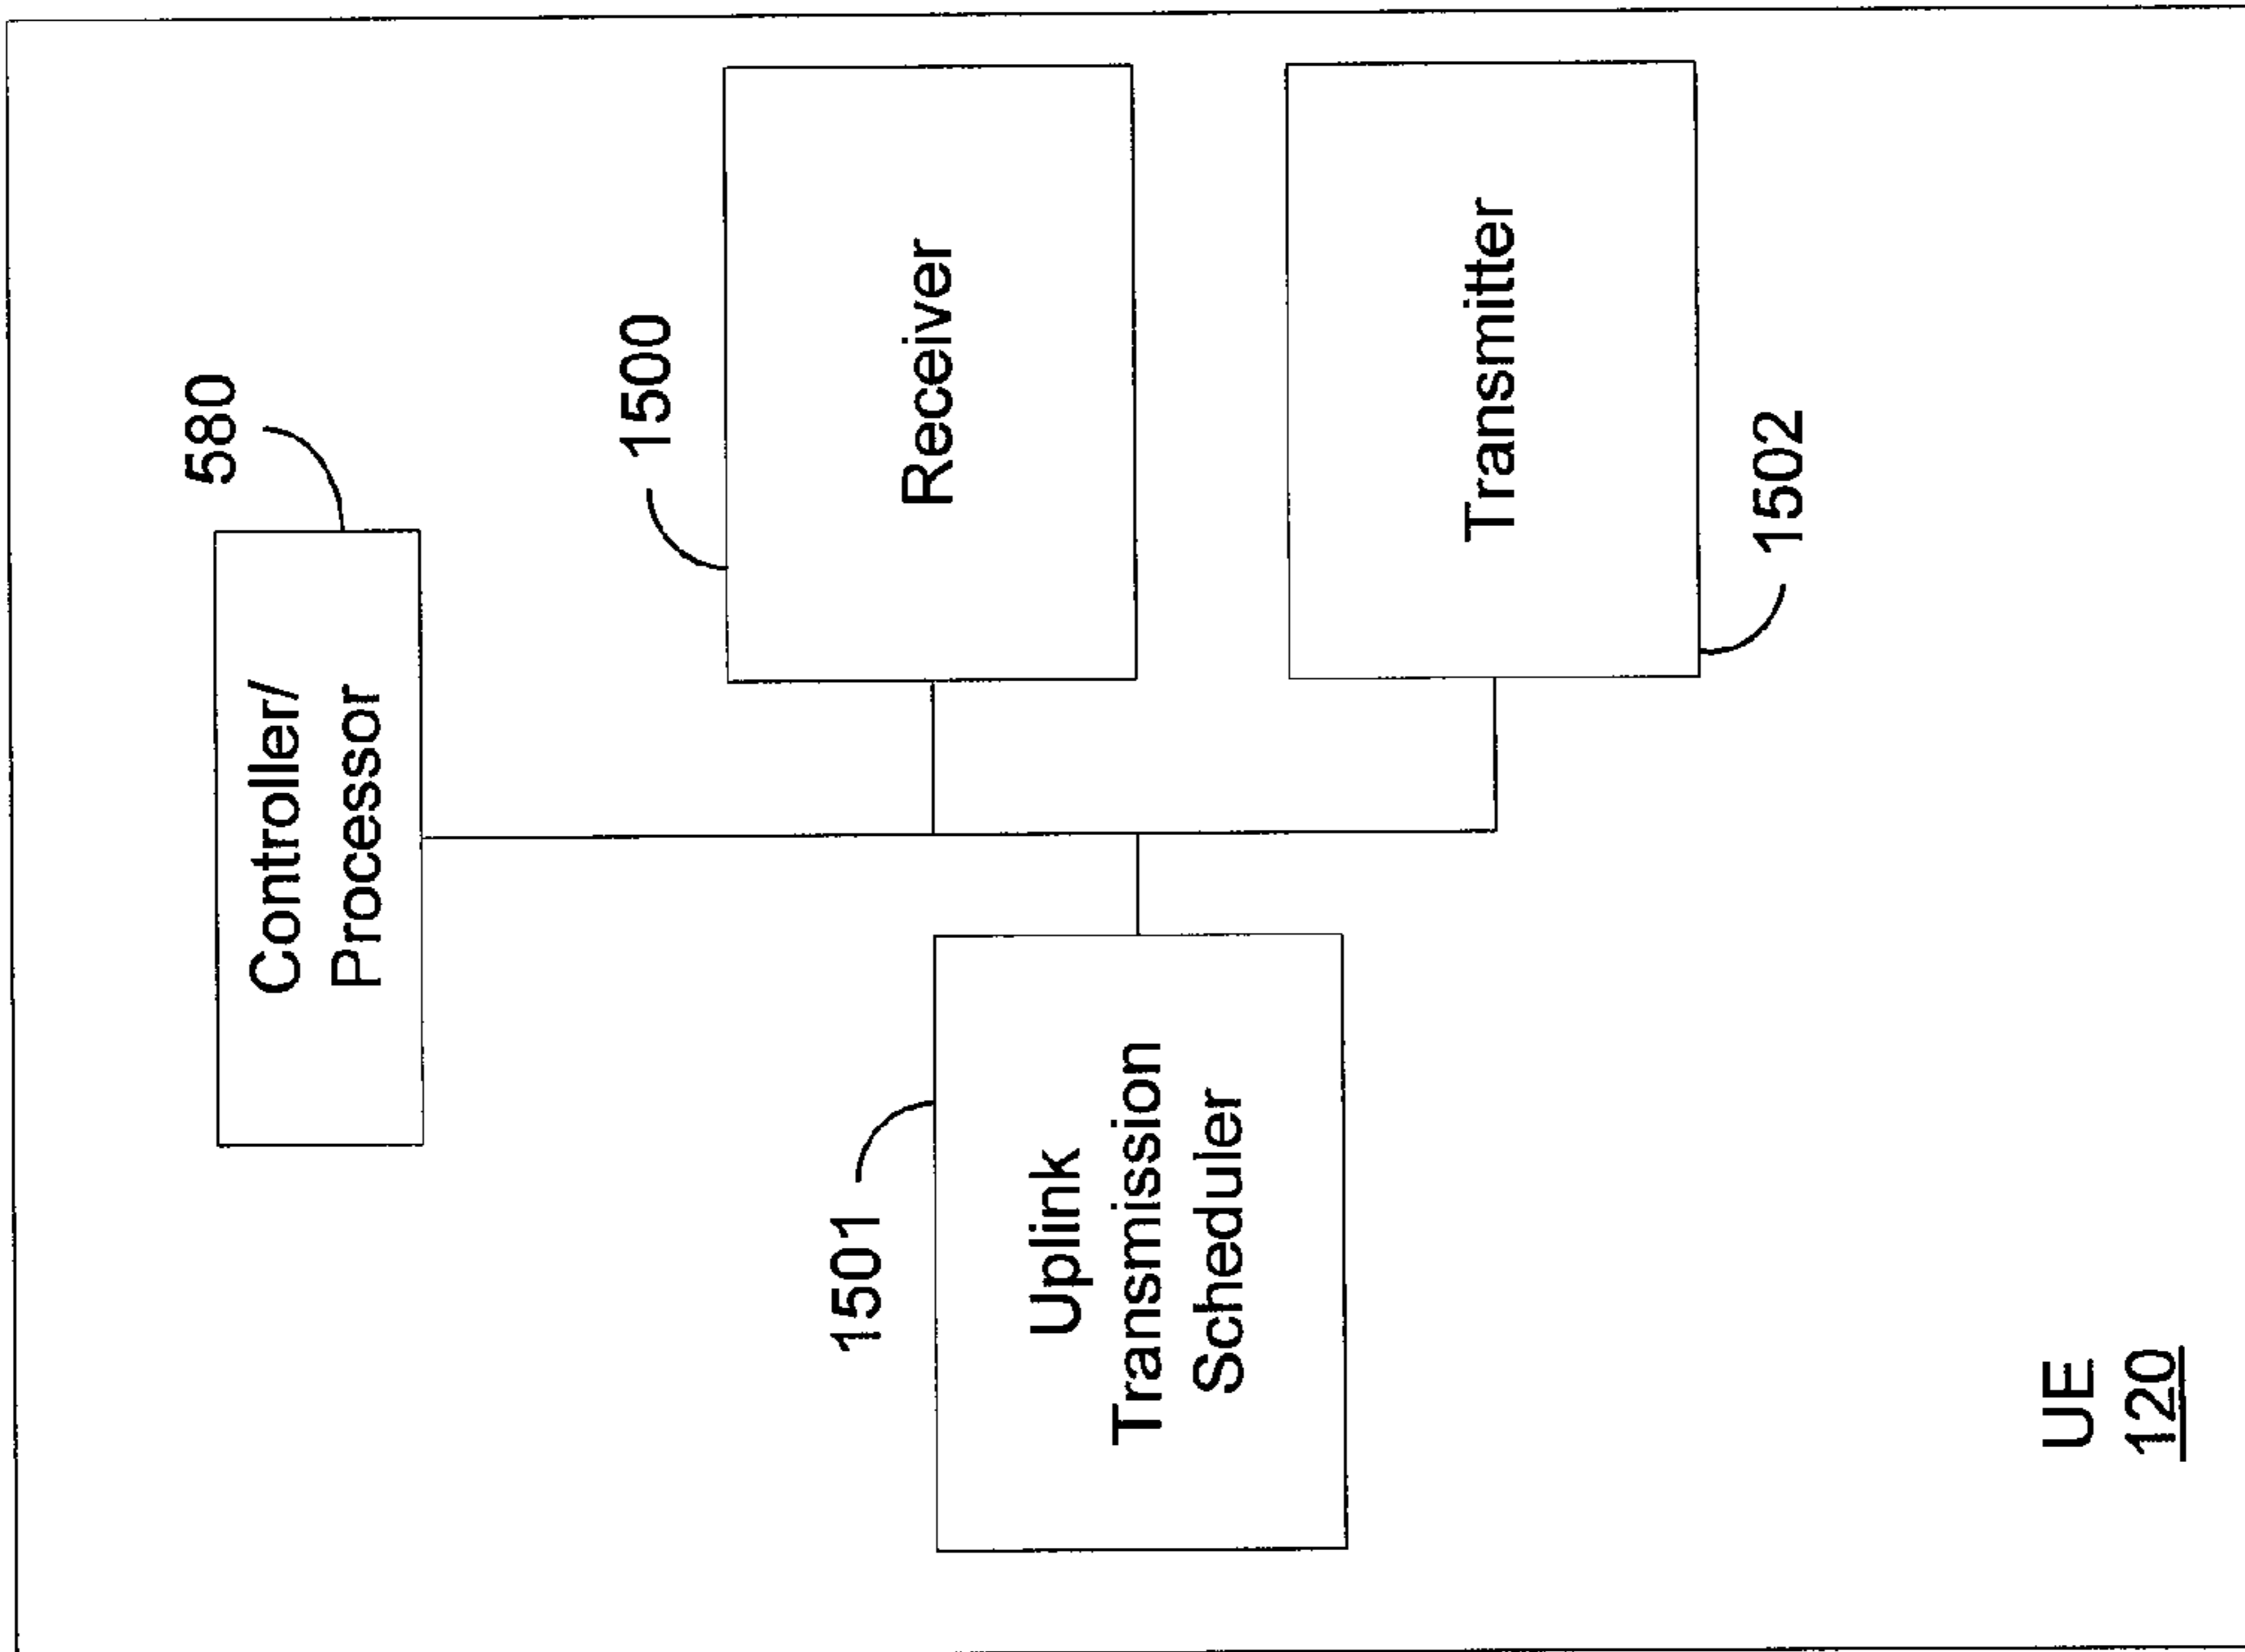 580
Controller/
Processor
1500
Receiver
1501
Uplink
Transmission
Scheduler
Transmitter
1502
UE
120